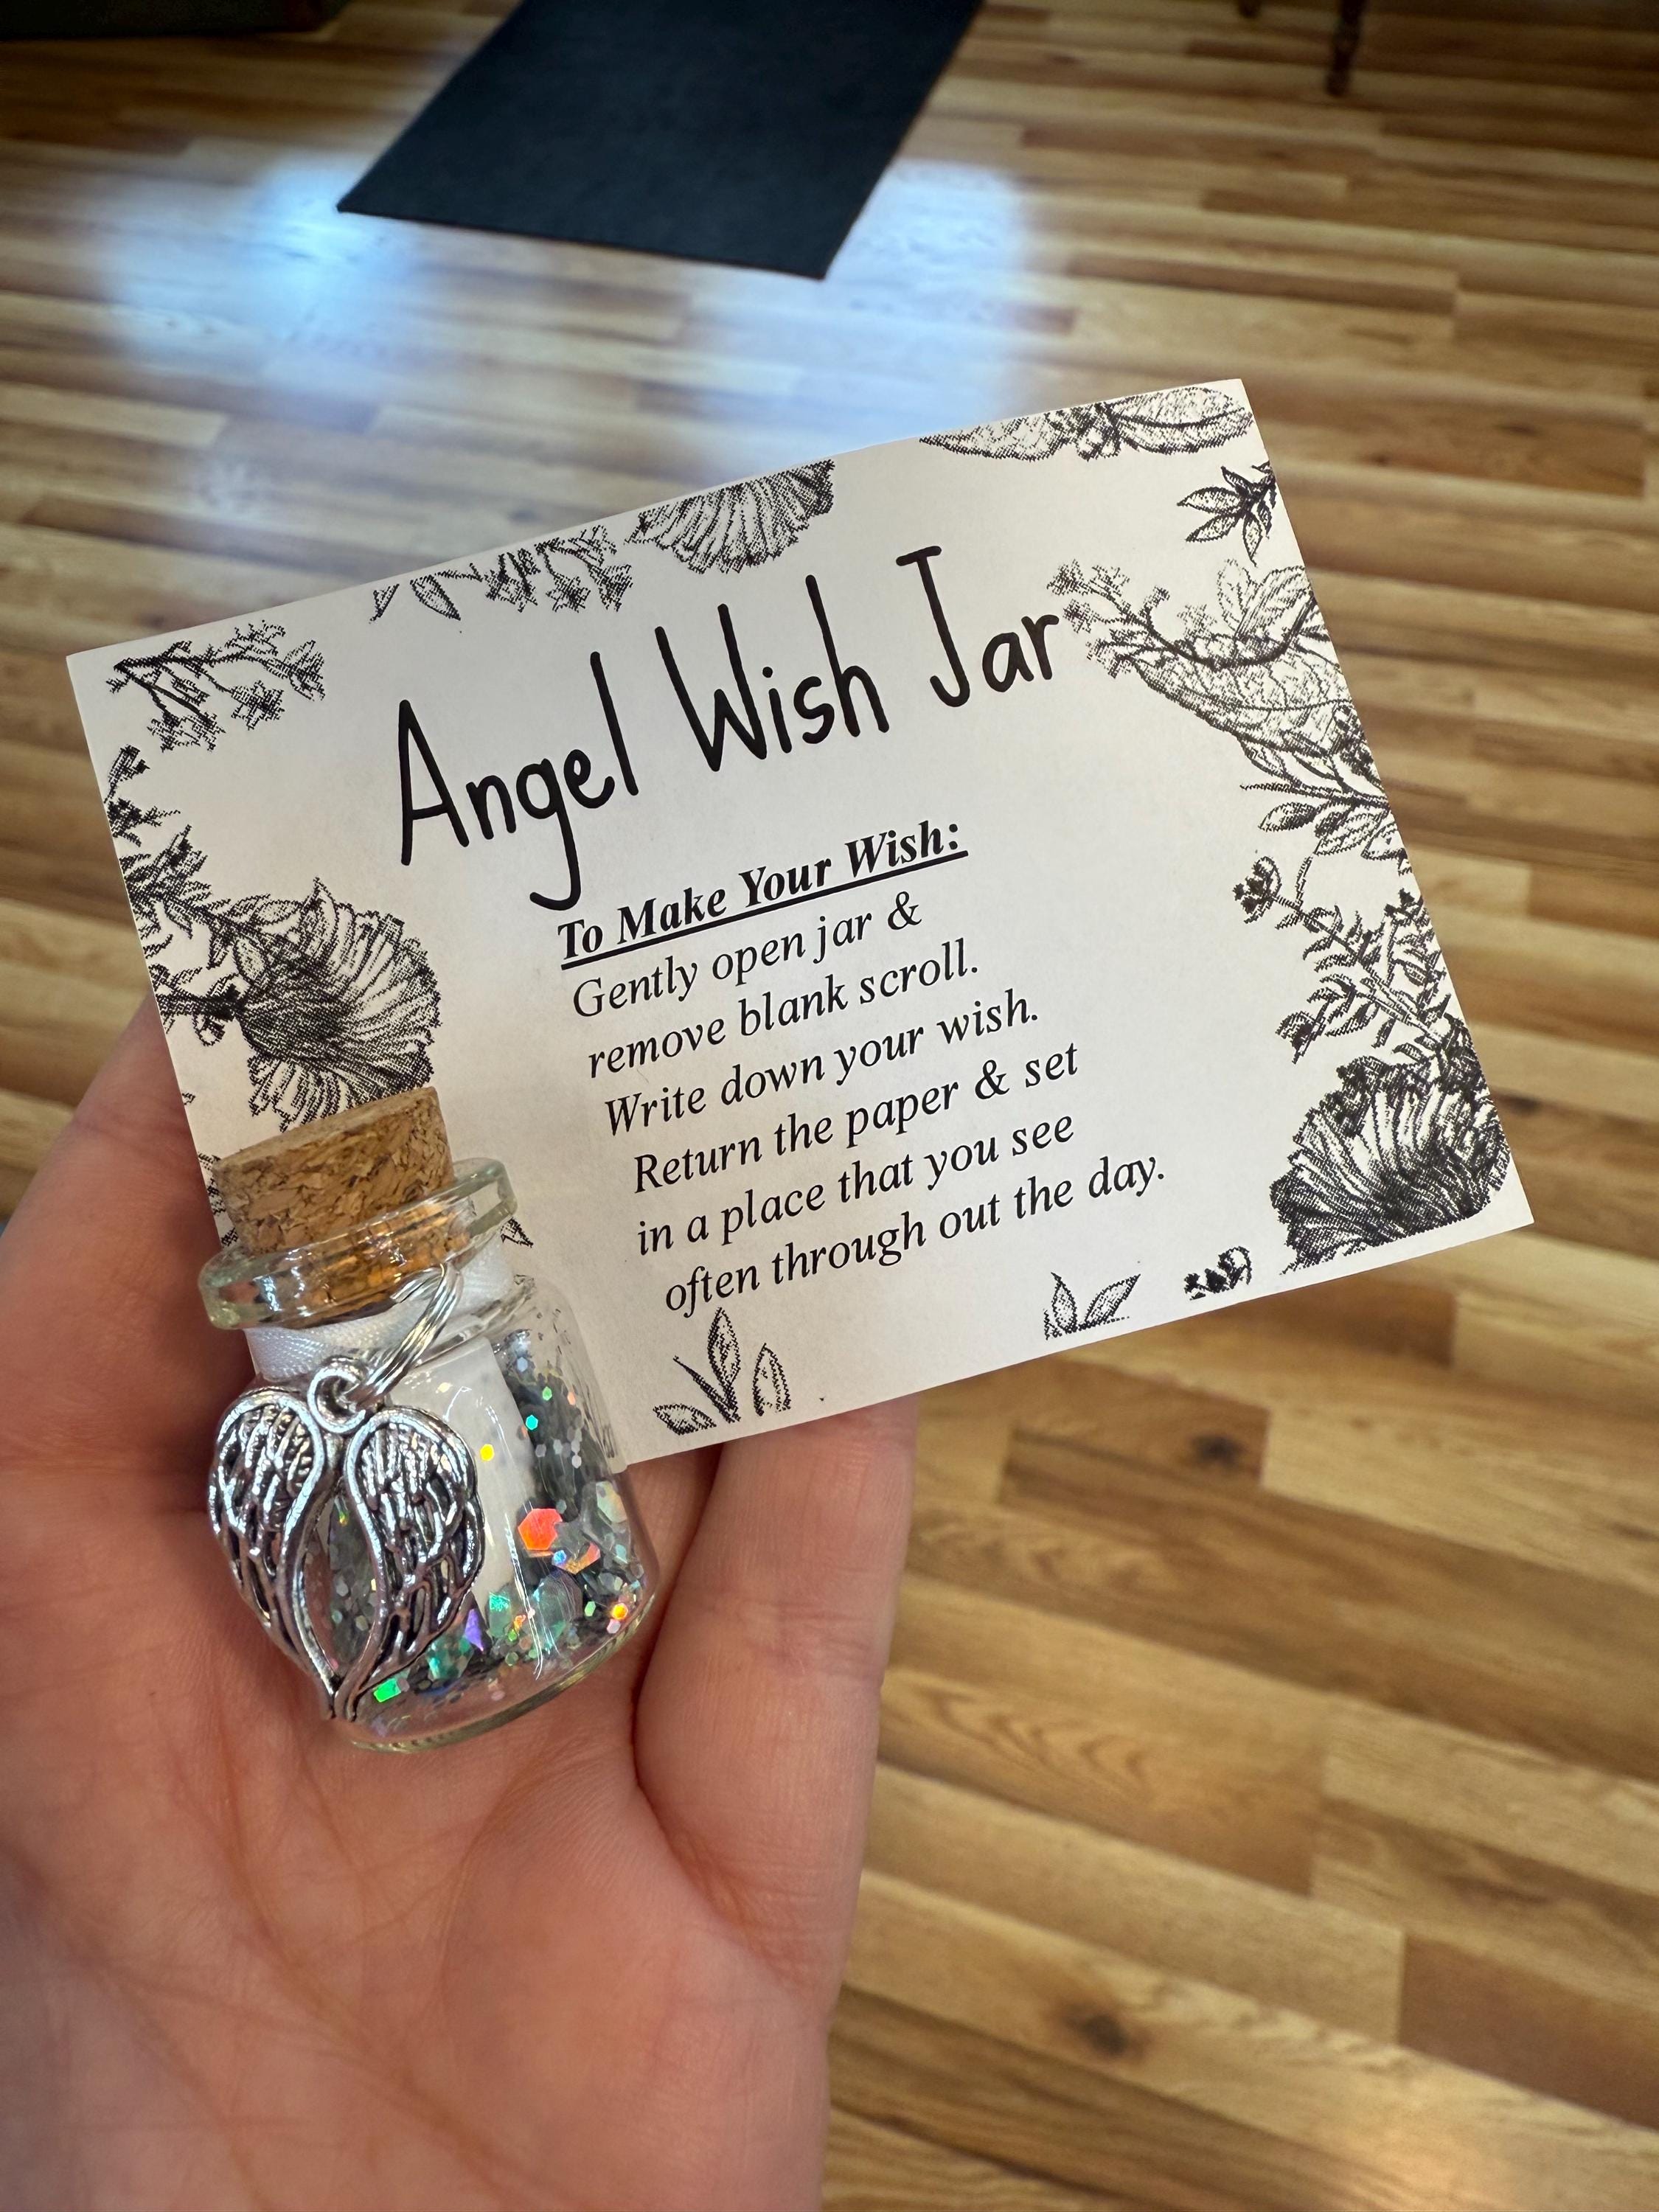 Angel Wish Jar
To Make Your Wish:
Gently open jar &
remove blank scroll.
Write down your wish.
Return the paper & set
in a place that you see
often through out the day.